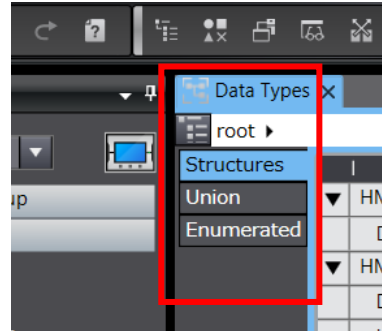 Data Types
root
Structures
Union
Enumerated
up
HM
D
HM
D